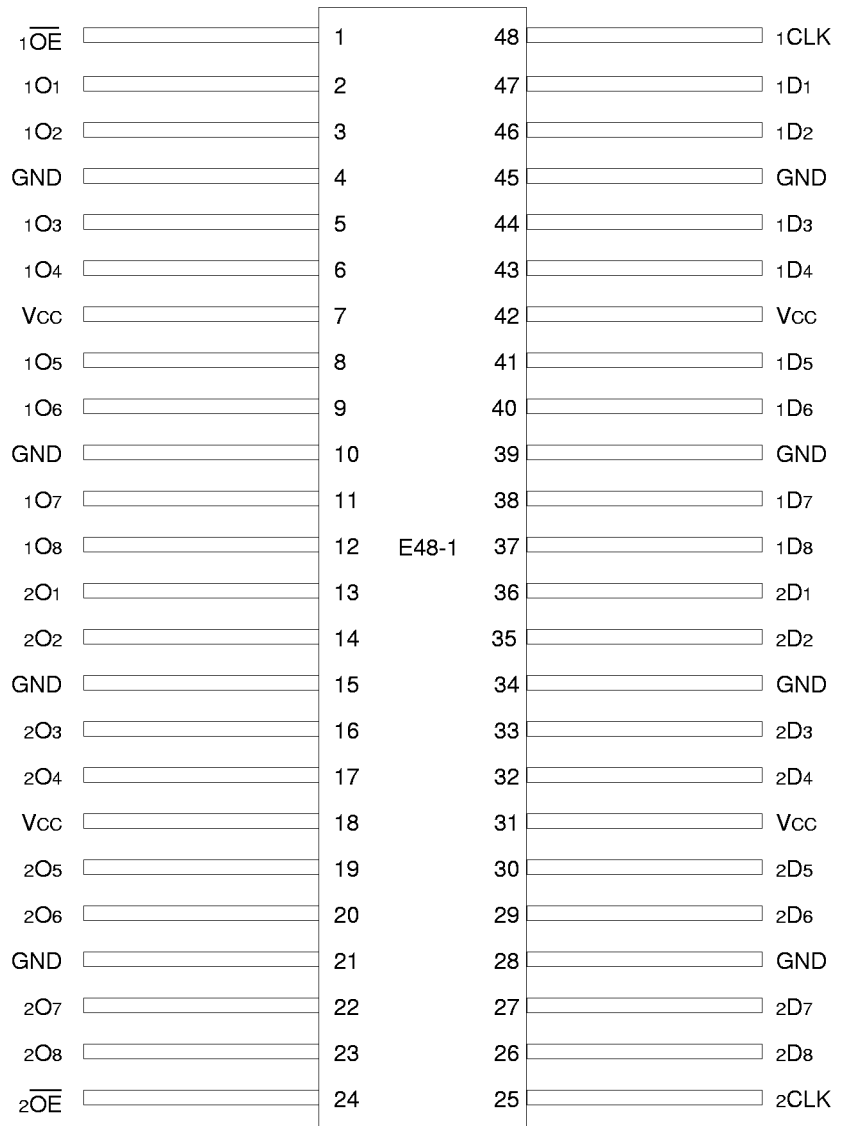 1OE 1 48 1CLK
1O1 2 47 1D1
1O2 3 46 1D2
GND 4 45 GND
1O3 5 44 1D3
1O4 6 43 1D4
VCC 7 42 VCC
1O5 8 41 1D5
1O6 9 40 1D6
GND 10 39 GND
1O7 11 38 1D7
1O8 12 E48-1 37 1D8
2O1 13 36 2D1
2O2 14 35 2D2
GND 15 34 GND
2O3 16 33 2D3
2O4 17 32 2D4
VCC 18 31 VCC
2O5 19 30 2D5
2O6 20 29 2D6
GND 21 28 GND
2O7 22 27 2D7
2O8 23 26 2D8
2OE 24 25 2CLK